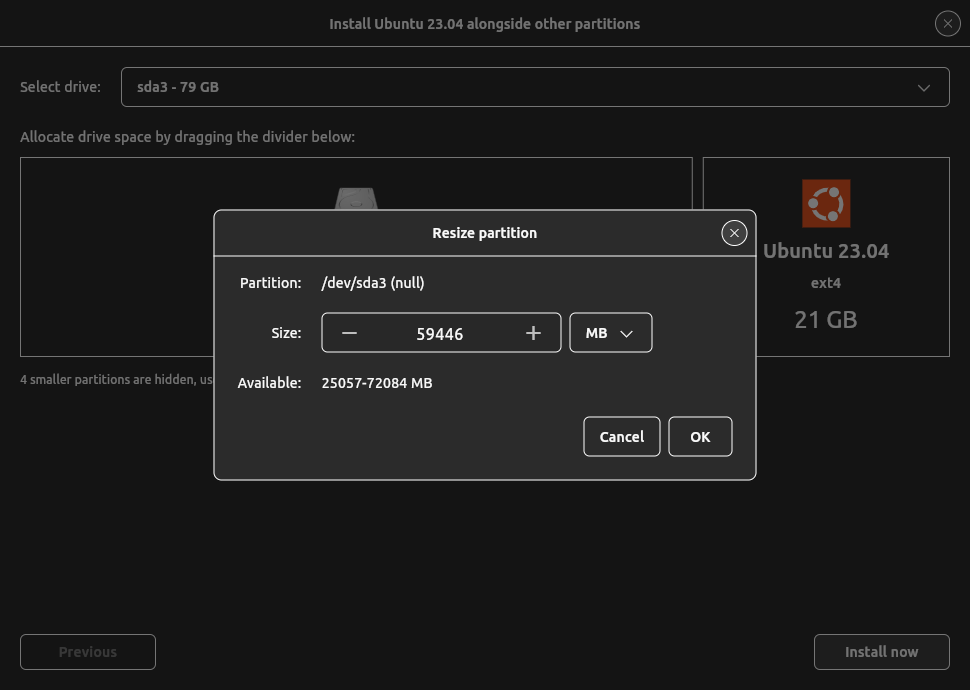 Install Ubuntu 23.04 alongside other partitions
Select drive: sda3 - 79 GB
Allocate drive space by dragging the divider below:
Resize partition
Ubuntu 23.04
Partition: /dev/sda3 (null)
ext4
21 GB
Size: 59446 MB
4 smaller partitions are hidden, us
Available: 25057-72084 MB
Cancel OK
Previous Install now